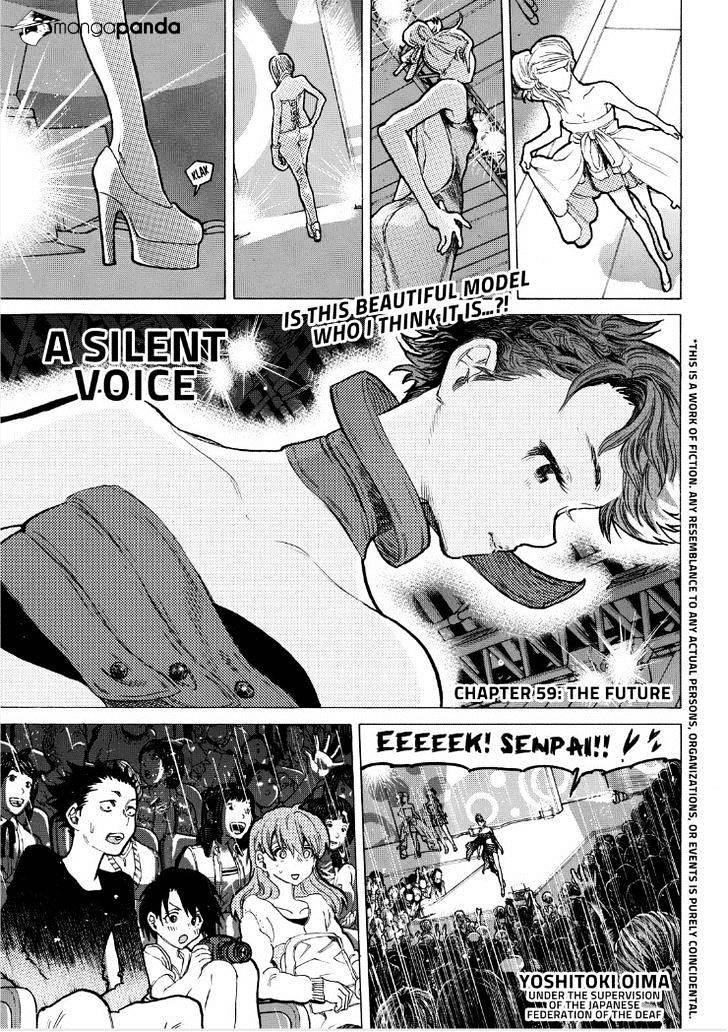 mangapanda
KLAK
IS THIS BEAUTIFUL MODEL
WHO I THINK IT IS...?!
A SILENT
VOICE
CHAPTER 59: THE FUTURE
*THIS IS A WORK OF FICTION. ANY RESEMBLANCE TO ANY ACTUAL PERSONS, ORGANIZATIONS, OR EVENTS IS PURELY COINCIDENTAL.
EEEEEK! SENPAI!!
YOSHITOKI OIMA
UNDER THE SUPERVISION
OF THE JAPANESE
FEDERATION OF THE DEAF